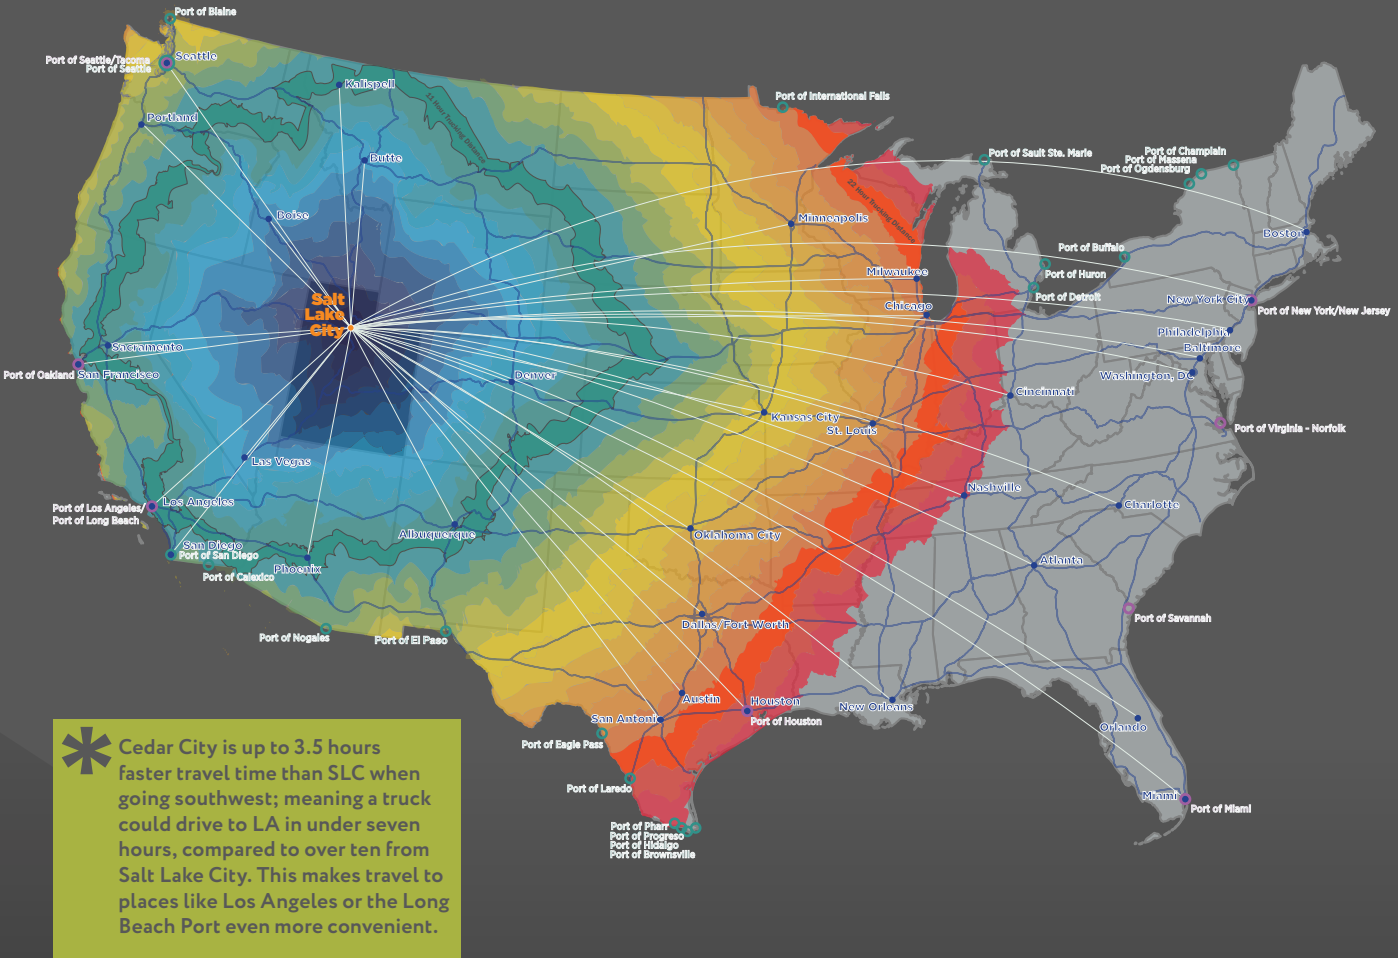 Port of Blaine
Port of Seattle/Tacoma
Port of Seattle
Seattle
Kalispell
Portland
Butte
11 Hour Trucking Distance
Boise
Salt
Lake
City
Sacramento
Port of Oakland
San Francisco
Denver
Las Vegas
Port of Los Angeles/
Port of Long Beach
Los Angeles
San Diego
Port of San Diego
Port of Calexico
Phoenix
Albuquerque
Port of Nogales
Port of El Paso
Port of International Falls
Port of Sault Ste. Marie
22 Hour Trucking Distance
Minneapolis
Milwaukee
Chicago
Port of Champlain
Port of Massena
Port of Ogdensburg
Boston
Port of Buffalo
Port of Huron
Port of Detroit
New York City
Port of New York/New Jersey
Philadelphia
Baltimore
Washington, DC
Cincinnati
Kansas City
St. Louis
Port of Virginia - Norfolk
Nashville
Charlotte
Oklahoma City
Atlanta
Dallas/Fort Worth
Port of Savannah
Austin
Houston
San Antoni
Port of Houston
New Orleans
Orlando
Port of Eagle Pass
Port of Laredo
Miami
Port of Miami
Port of Pharr
Port of Progreso
Port of Hidalgo
Port of Brownsville
* Cedar City is up to 3.5 hours
faster travel time than SLC when
going southwest; meaning a truck
could drive to LA in under seven
hours, compared to over ten from
Salt Lake City. This makes travel to
places like Los Angeles or the Long
Beach Port even more convenient.